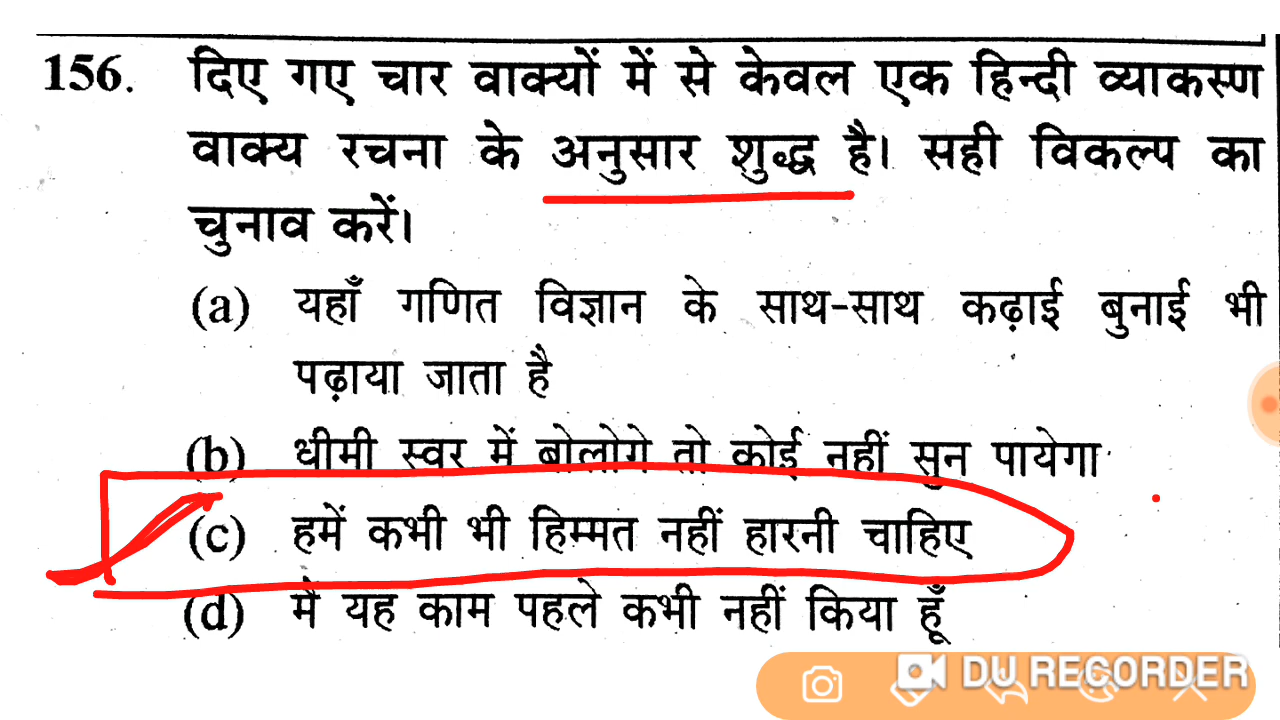 156. दिए गए चार वाक्यों में से केवल एक हिन्दी व्याकस्ण
वाक्य रचना के अनुसार शुद्ध है। सही विकल्प का
चुनाव करें।
(a) यहाँ गणित विज्ञान के साथ-साथ कढ़ाई बुनाई भी
पढ़ाया जाता है
(b) धीमी स्वर में बोलोगे तो कोई नहीं सुन पायेगा
(c) हमें कभी भी हिम्मत नहीं हारनी चाहिए
(d) मैं यह काम पहले कभी नहीं किया हूँ
DU RECORDER